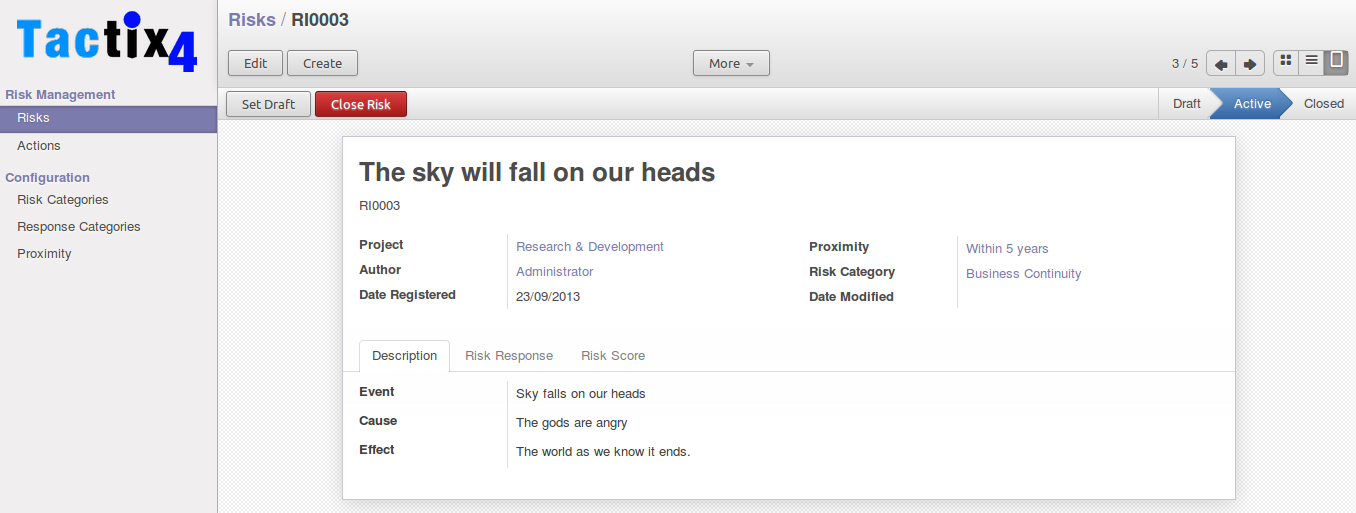 Tactix4
Risk Management
Risks
Actions
Configuration
Risk Categories
Response Categories
Proximity
Risks / RI0003
Edit Create More 3 / 5
Set Draft Close Risk Draft Active Closed
The sky will fall on our heads
RI0003
Project Research & Development Proximity Within 5 years
Author Administrator Risk Category Business Continuity
Date Registered 23/09/2013 Date Modified
Description Risk Response Risk Score
Event Sky falls on our heads
Cause The gods are angry
Effect The world as we know it ends.